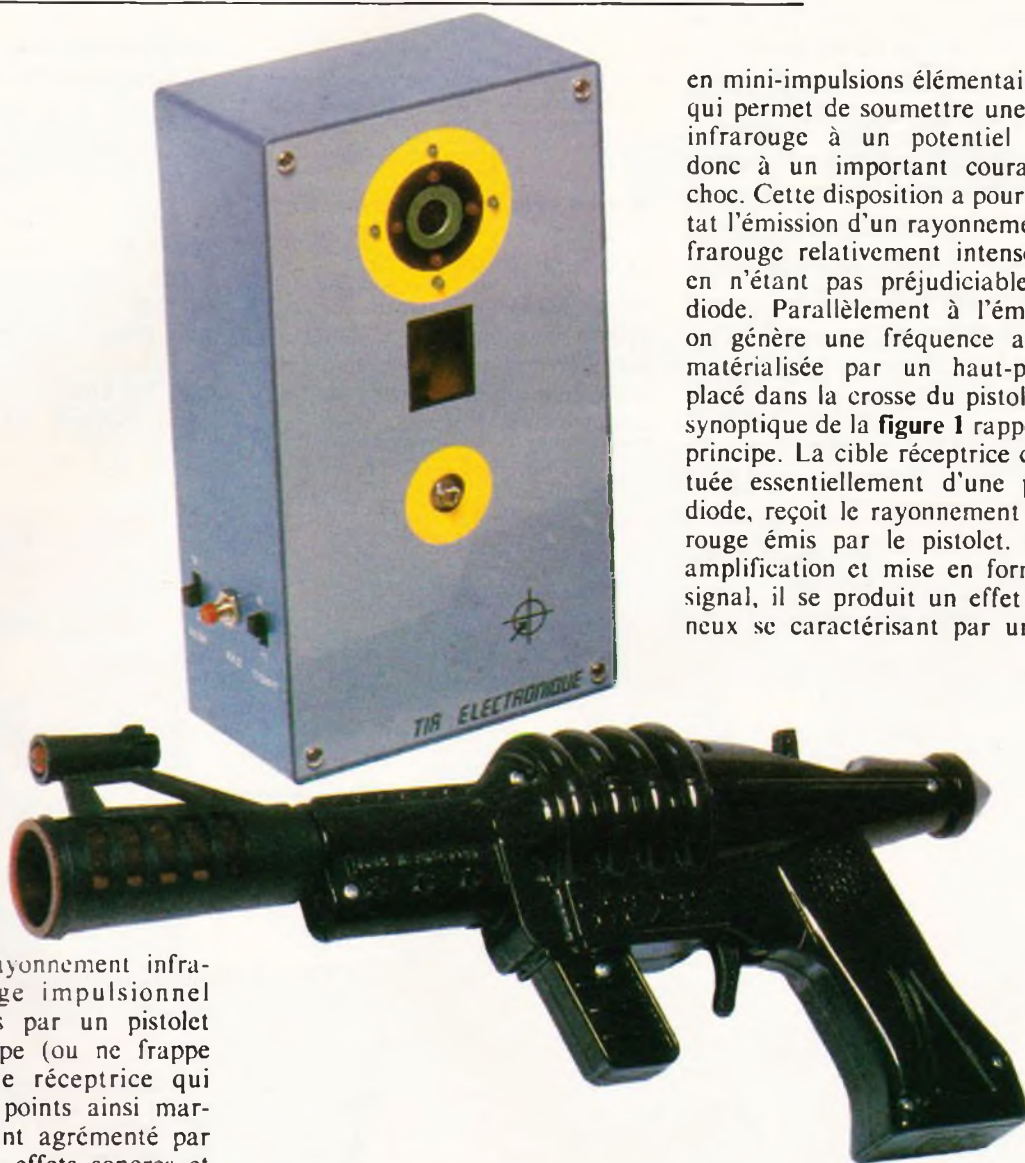 ayonnement infra-
ge impulsionnel
s par un pistolet
pe (ou ne frappe
e réceptrice qui
points ainsi mar-
nt agrémenté par
effets sonores et
en mini-impulsions élémentai
qui permet de soumettre une
infrarouge à un potentiel
donc à un important coura
choc. Cette disposition a pour
tat l'émission d'un rayonneme
frarouge relativement intense
en n'étant pas préjudiciable
diode. Parallèlement à l'ém
on génère une fréquence a
matérialisée par un haut-p
placé dans la crosse du pistol
synoptique de la figure 1 rapp
principe. La cible réceptrice c
tuée essentiellement d'une p
diode, reçoit le rayonnement
rouge émis par le pistolet.
amplification et mise en forn
signal, il se produit un effet
neux se caractérisant par un
TIR ELECTRONIQUE